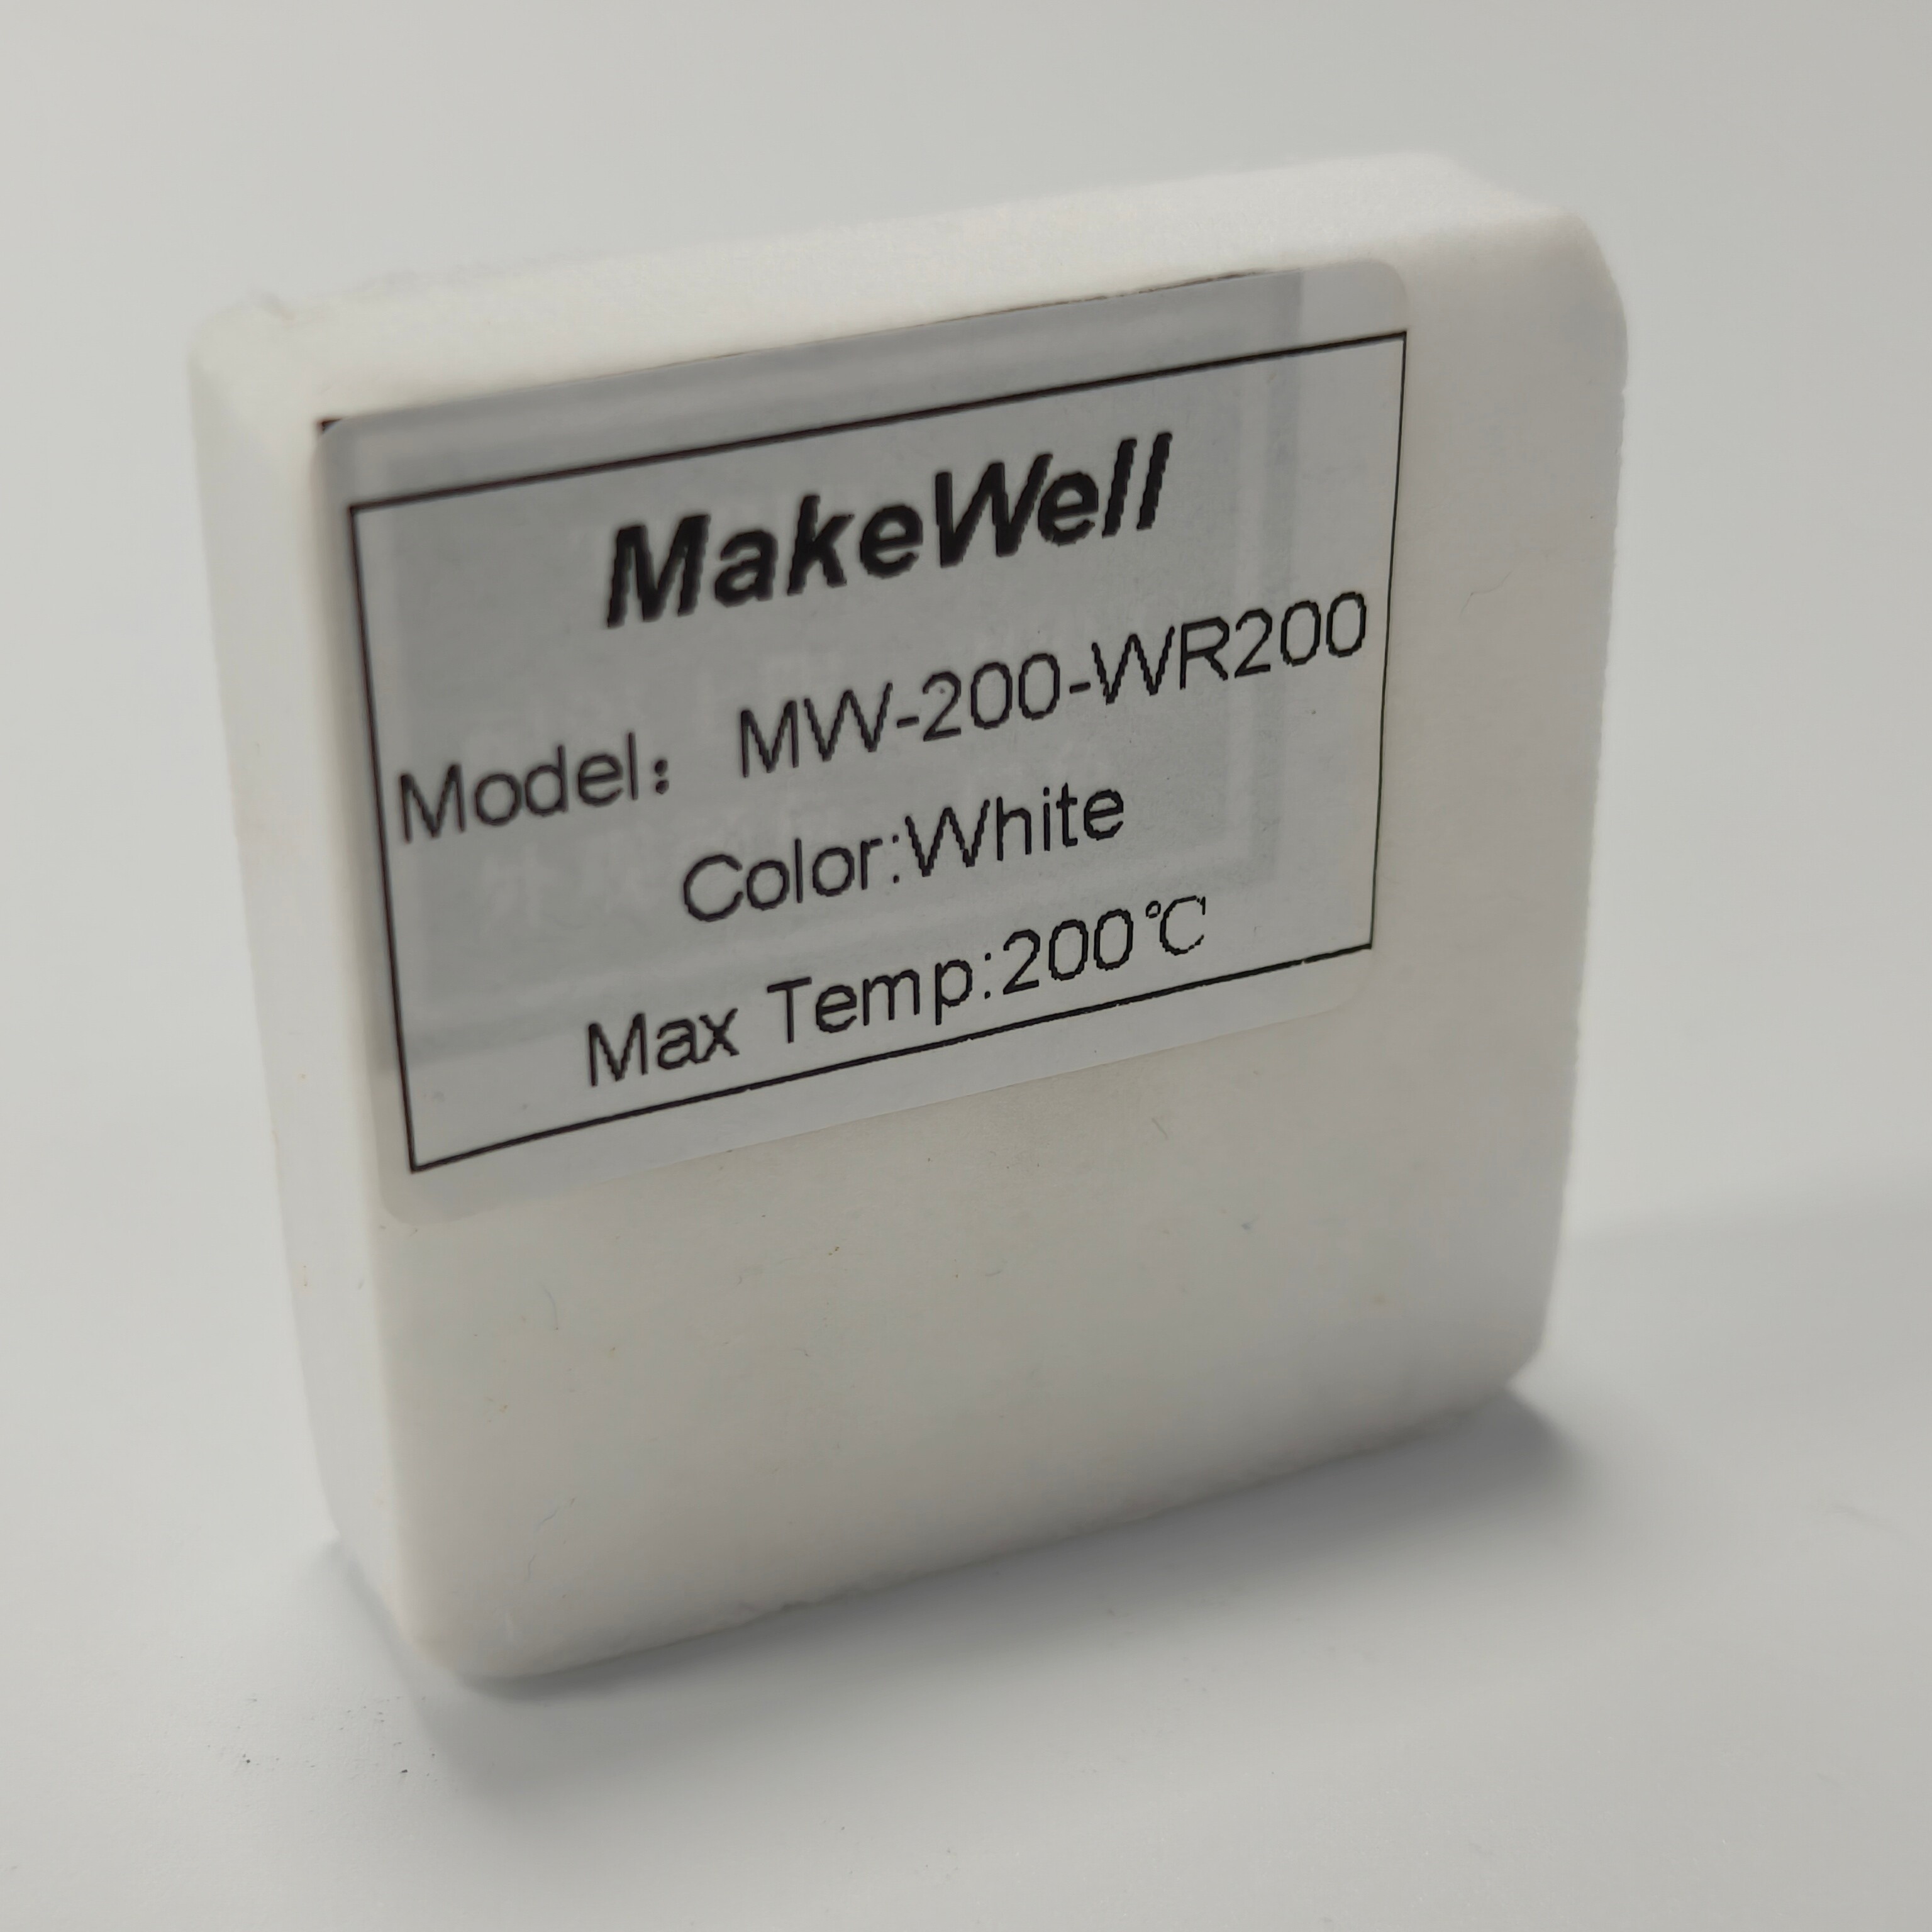 MakeWell
Model： MW-200-WR200
Color:White
Max Temp:200℃